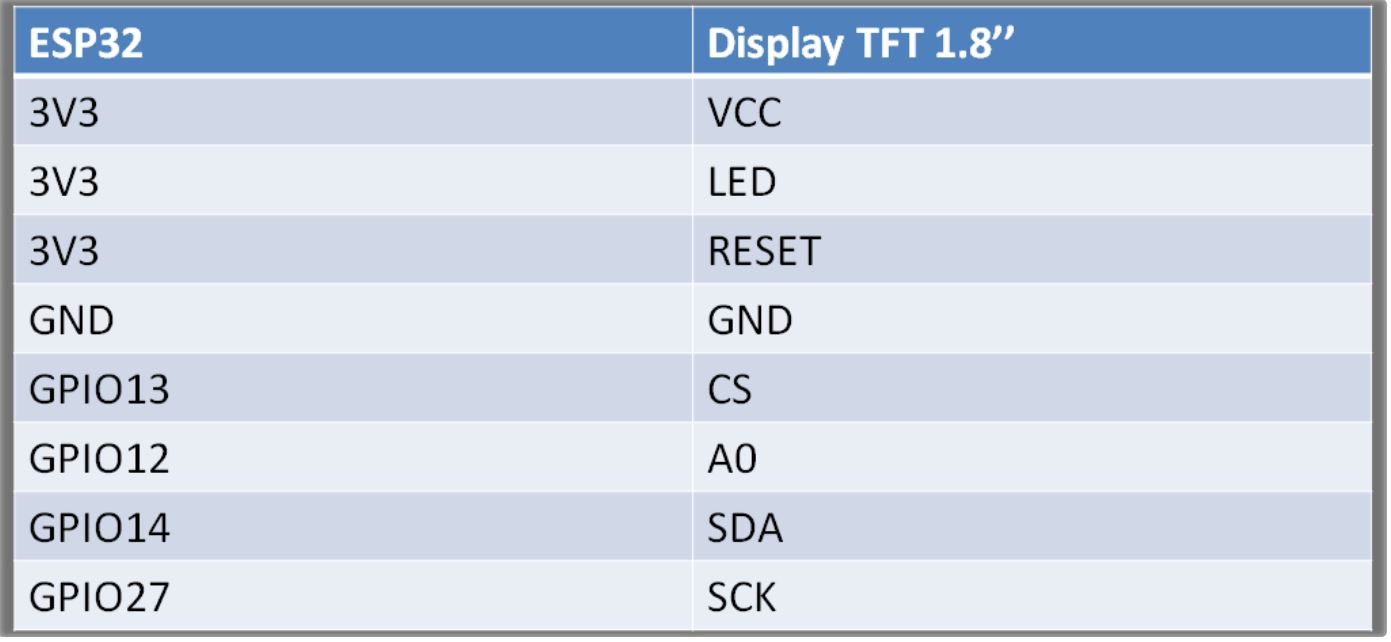 ESP32 Display TFT 1.8’’
3V3 VCC
3V3 LED
3V3 RESET
GND GND
GPIO13 CS
GPIO12 A0
GPIO14 SDA
GPIO27 SCK